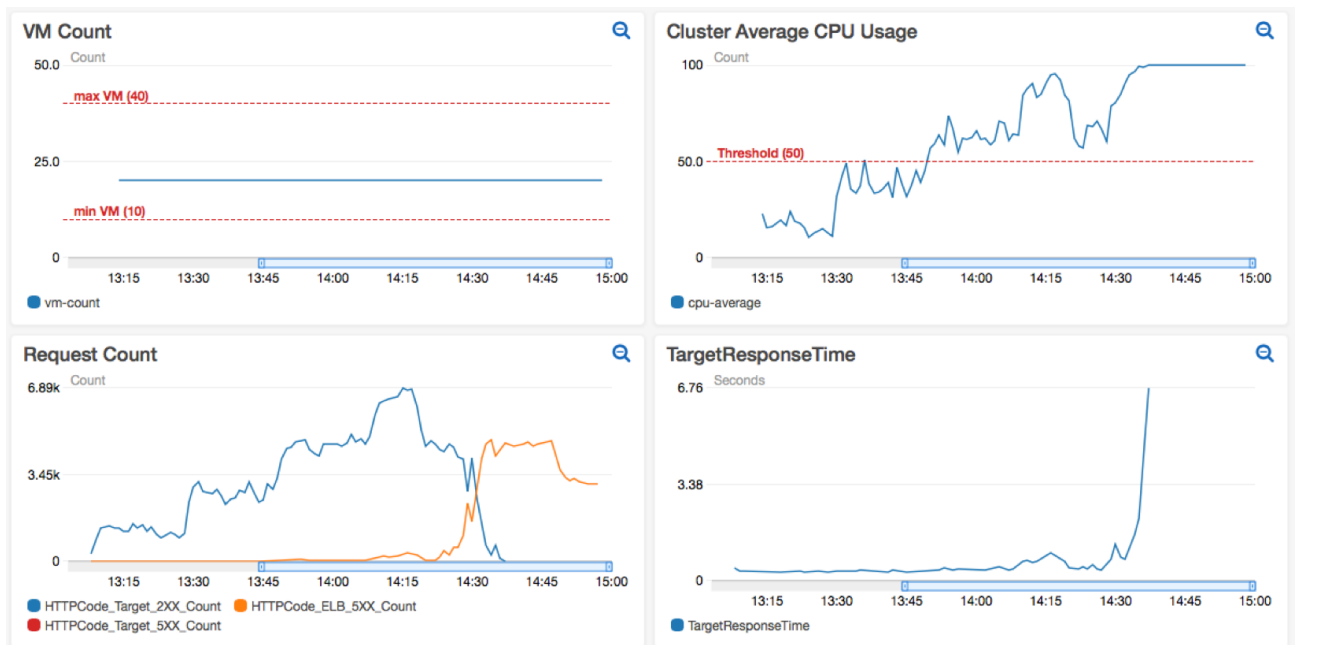 VM Count
Count
50.0
max VM (40)
25.0
min VM (10)
0
13:15 13:30 13:45 14:00 14:15 14:30 14:45 15:00
vm-count
Cluster Average CPU Usage
Count
100
Threshold (50)
50.0
0
13:15 13:30 13:45 14:00 14:15 14:30 14:45 15:00
cpu-average
Request Count
Count
6.89k
3.45k
0
13:15 13:30 13:45 14:00 14:15 14:30 14:45 15:00
HTTPCode_Target_2XX_Count HTTPCode_ELB_5XX_Count
HTTPCode_Target_5XX_Count
TargetResponseTime
Seconds
6.76
3.38
0
13:15 13:30 13:45 14:00 14:15 14:30 14:45 15:00
TargetResponseTime